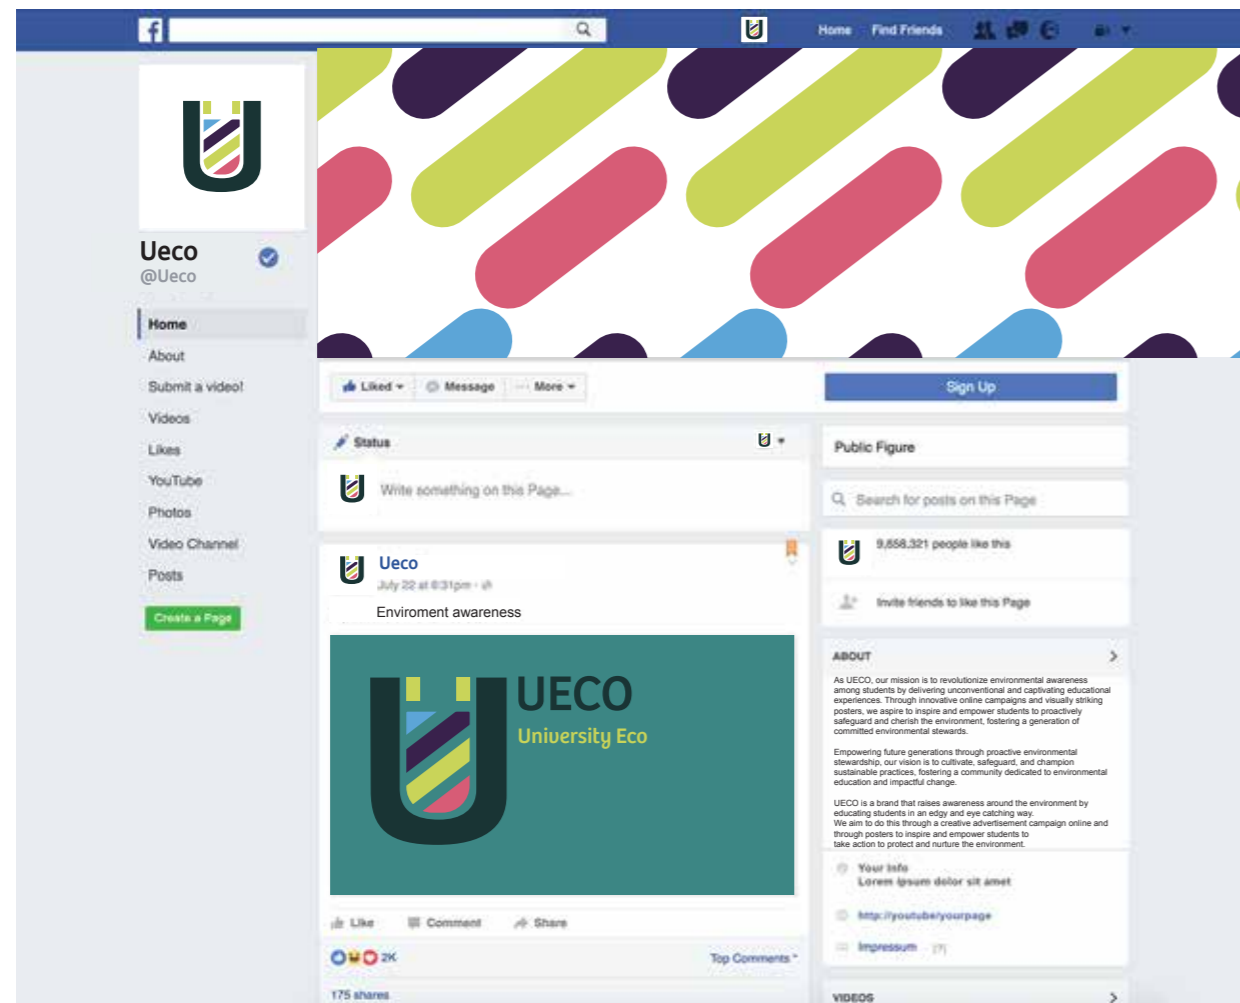 Home Find Friends
Ueco
@Ueco
Home
About
Submit a video!
Videos
Likes
YouTube
Photos
Video Channel
Posts
Create a Page
Liked Message More
Sign Up
Status
Write something on this Page...
Ueco
July 22 at 6:31pm
Enviroment awareness
UECO
University Eco
Like Comment Share
2K Top Comments
175 shares
Public Figure
Search for posts on this Page
9,658,321 people like this
Invite friends to like this Page
ABOUT
As UECO, our mission is to revolutionize environmental awareness
among students by delivering unconventional and captivating educational
experiences. Through innovative online campaigns and visually striking
posters, we aspire to inspire and empower students to proactively
safeguard and cherish the environment, fostering a generation of
committed environmental stewards.
Empowering future generations through proactive environmental
stewardship, our vision is to cultivate, safeguard, and champion
sustainable practices, fostering a community dedicated to environmental
education and impactful change.
UECO is a brand that raises awareness around the environment by
educating students in an edgy and eye catching way.
We aim to do this through a creative advertisement campaign online and
through posters to inspire and empower students to
take action to protect and nurture the environment.
Your Info
Lorem ipsum dolor sit amet
http://youtube/yourpage
Impressum [?]
VIDEOS